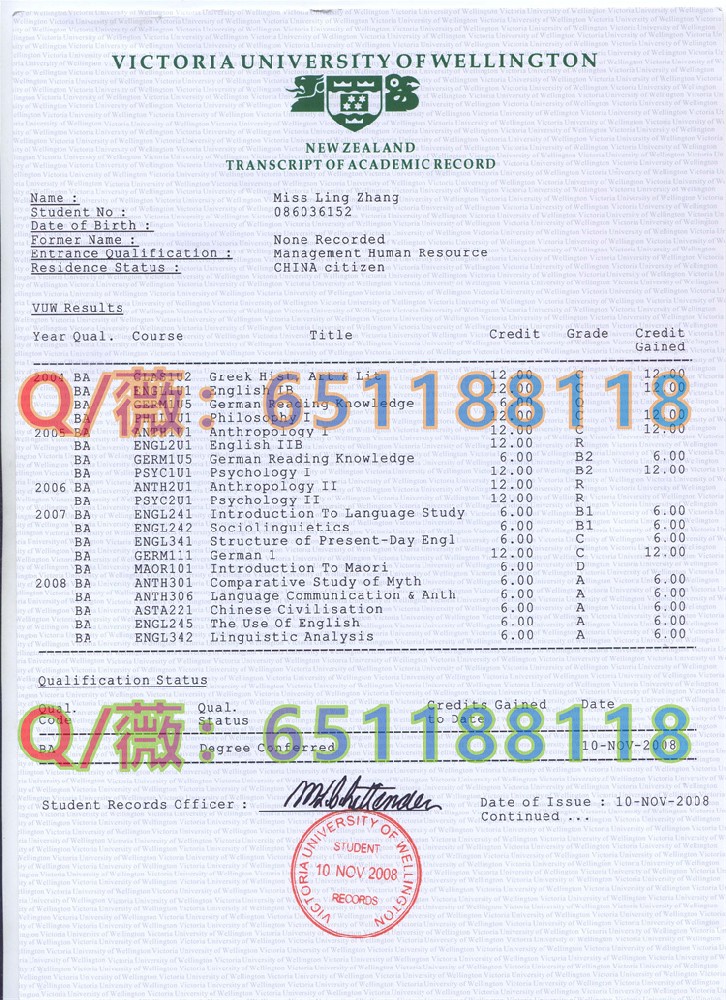 VICTORIA UNIVERSITY OF WELLINGTON
NEW ZEALAND
TRANSCRIPT OF ACADEMIC RECORD
Name : Miss Ling Zhang
Student No : 086036152
Date of Birth :
Former Name : None Recorded
Entrance Qualification : Management Human Resource
Residence Status : CHINA citizen
VUW Results
Year Qual. Course Title Credit Grade Credit Gained
2004 BA CLAS102 Greek Hist, Lit 12.00 C 12.00
BA ENGL1U1 English IB 12.00 C 12.00
BA GERM1U5 German Reading Knowledge 6.00
BA PHIL1U1 Philosophy I 12.00 C 12.00
Q/薇：651188118
2005 BA ANTH1U1 Anthropology I 12.00 C 12.00
BA ENGL2U1 English IIB 12.00 R
BA GERM1U5 German Reading Knowledge 6.00 B2 6.00
BA PSYC1U1 Psychology I 12.00 B2 12.00
2006 BA ANTH2U1 Anthropology II 12.00 R
BA PSYC2U1 Psychology II 12.00 R
2007 BA ENGL241 Introduction To Language Study 6.00 B1 6.00
BA ENGL242 Sociolinguietics 6.00 B1 6.00
BA ENGL341 Structure of Present-Day Engl 6.00 C 6.00
BA GERM111 German 1 12.00 C 12.00
BA MAOR101 Introduction To Maori 6.00 D
2008 BA ANTH301 Comparative Study of Myth 6.00 A 6.00
BA ANTH306 Language Communication & Anth 6.00 A 6.00
BA ASTA221 Chinese Civilisation 6.00 A 6.00
BA ENGL245 The Use Of English 6.00 A 6.00
BA ENGL342 Linguistic Analysis 6.00 A 6.00
Qualification Status
Qual. Code Qual. Status Credits Gained to Date Date
Q/薇：651188118
BA Degree Conferred 10-NOV-2008
Student Records Officer : Date of Issue : 10-NOV-2008
Continued ...
VICTORIA UNIVERSITY OF WELLINGTON
STUDENT
10 NOV 2008
RECORDS